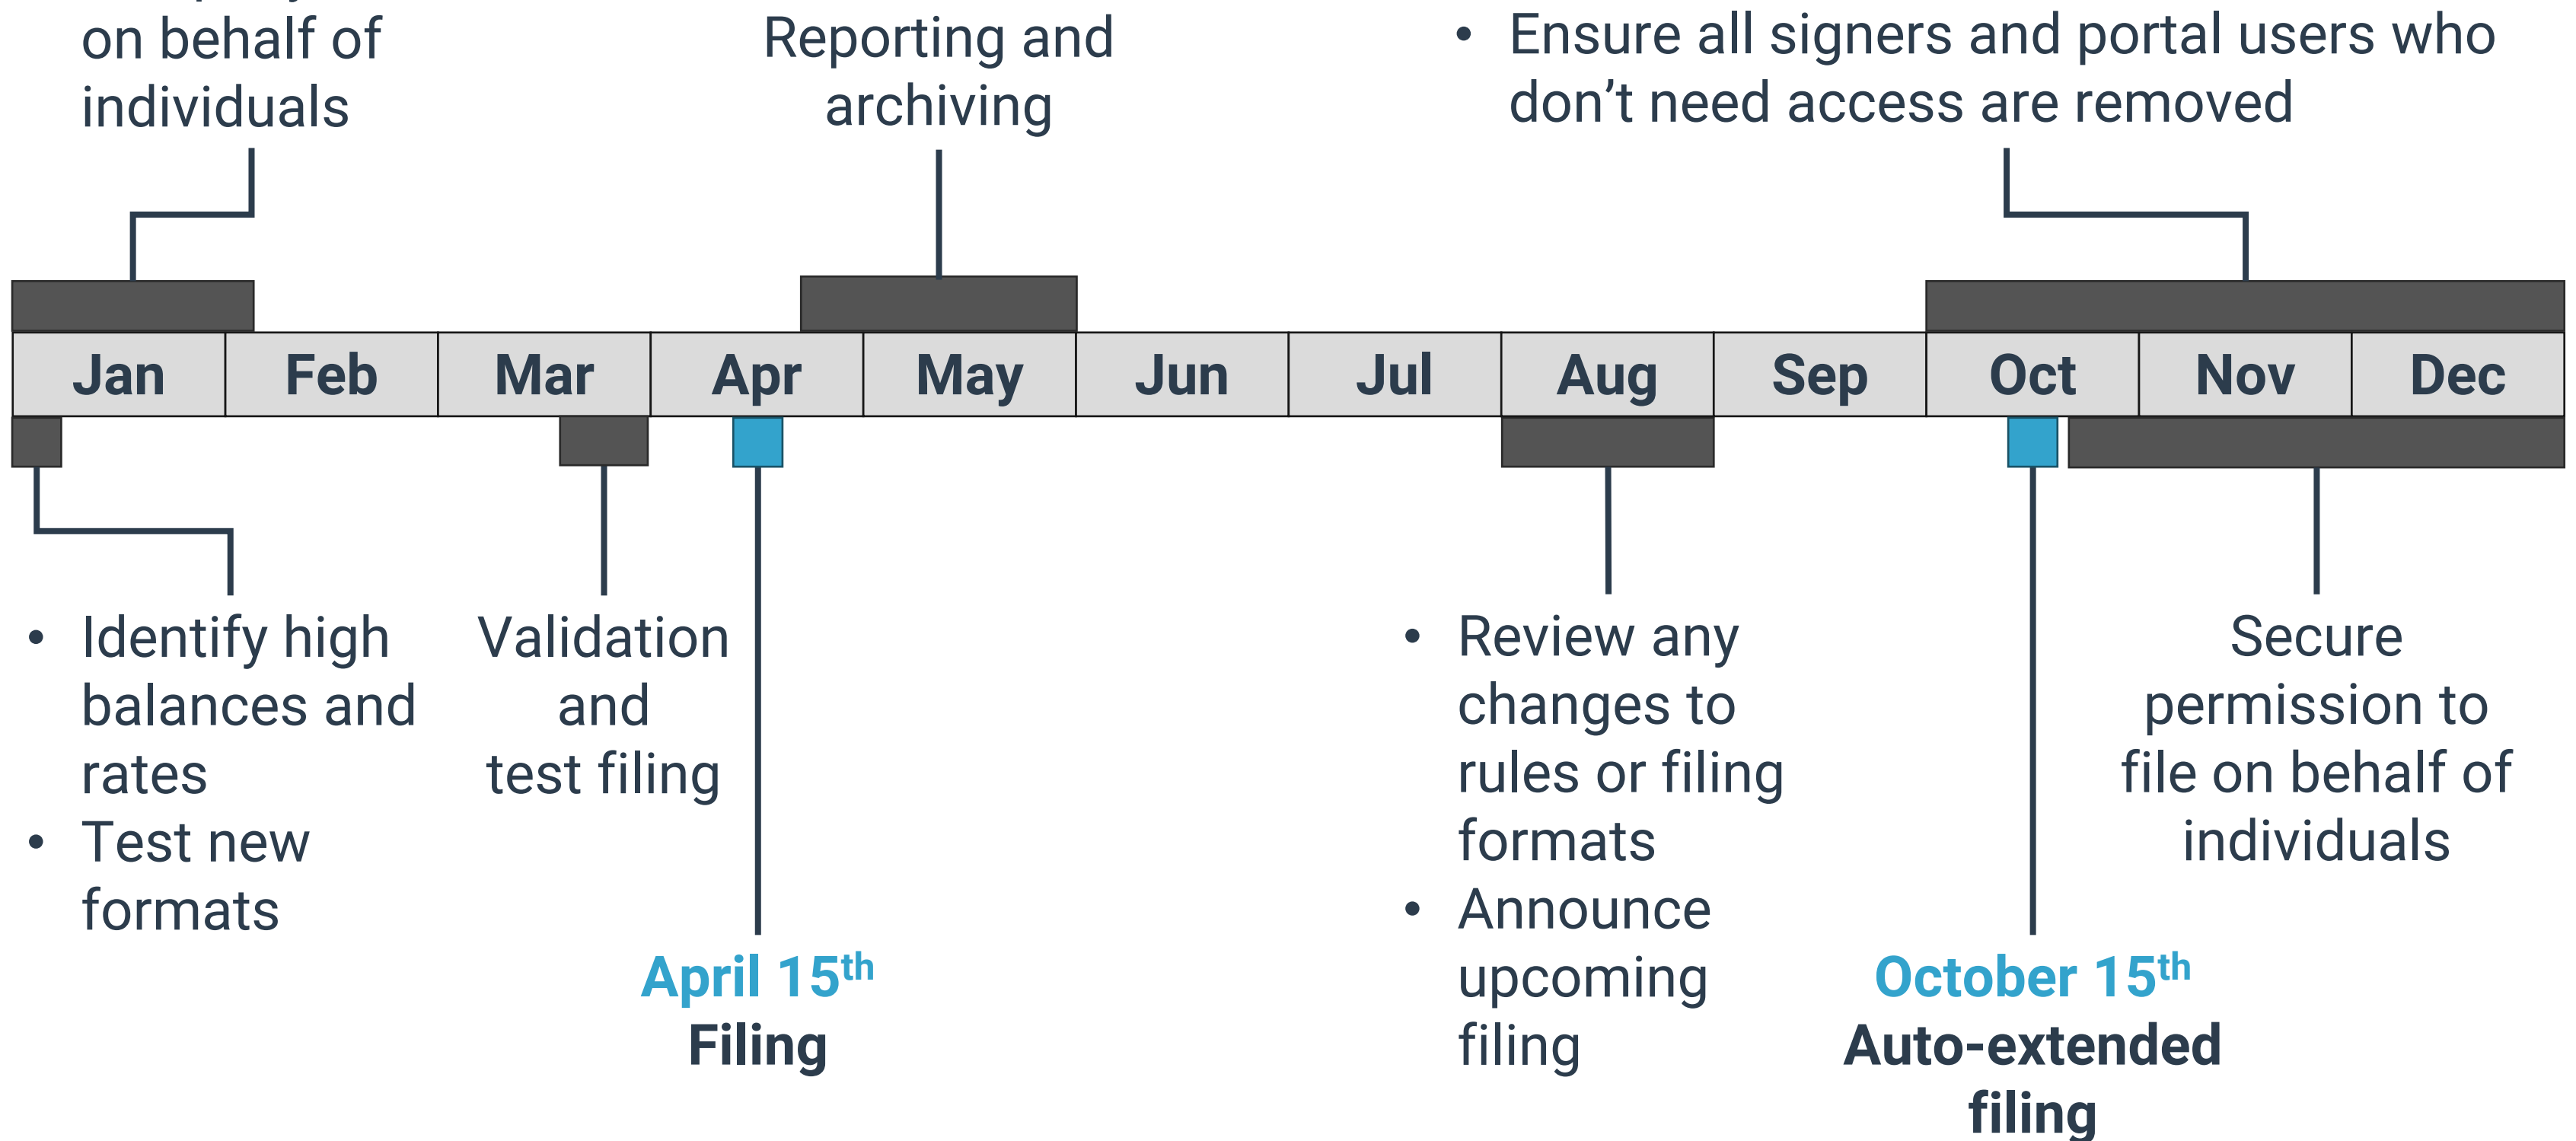 on behalf of
individuals
Reporting and
archiving
• Ensure all signers and portal users who
don’t need access are removed
Jan
Feb
Mar
Apr
May
Jun
Jul
Aug
Sep
Oct
Nov
Dec
• Identify high
balances and
rates
• Test new
formats
Validation
and
test filing
April 15th
Filing
• Review any
changes to
rules or filing
formats
• Announce
upcoming
filing
October 15th
Auto-extended
filing
Secure
permission to
file on behalf of
individuals